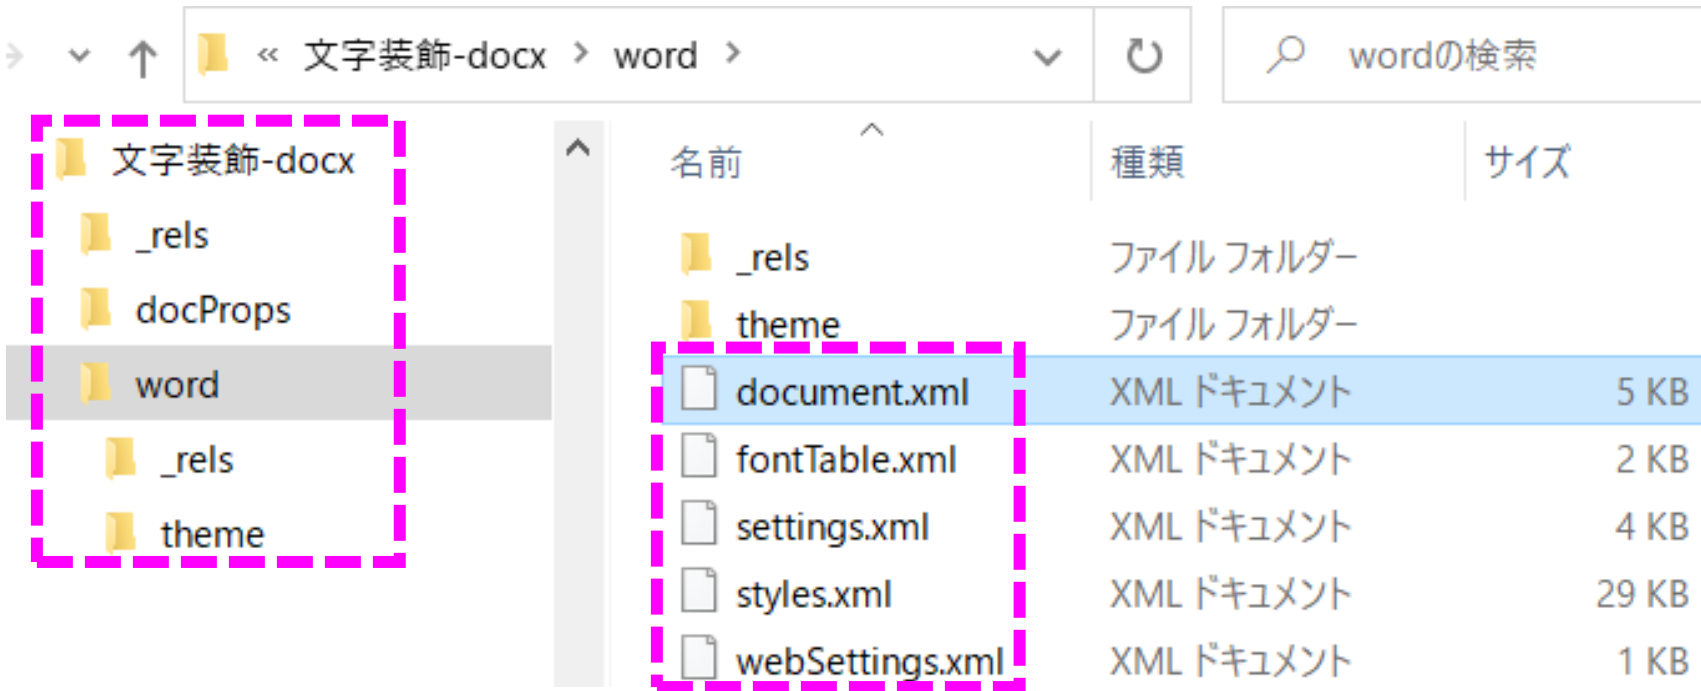 « 文字装飾-docx > word >
wordの検索
文字装飾-docx
_rels
docProps
word
_rels
theme
名前 種類 サイズ
_rels ファイル フォルダー
theme ファイル フォルダー
document.xml XML ドキュメント 5 KB
fontTable.xml XML ドキュメント 2 KB
settings.xml XML ドキュメント 4 KB
styles.xml XML ドキュメント 29 KB
webSettings.xml XML ドキュメント 1 KB